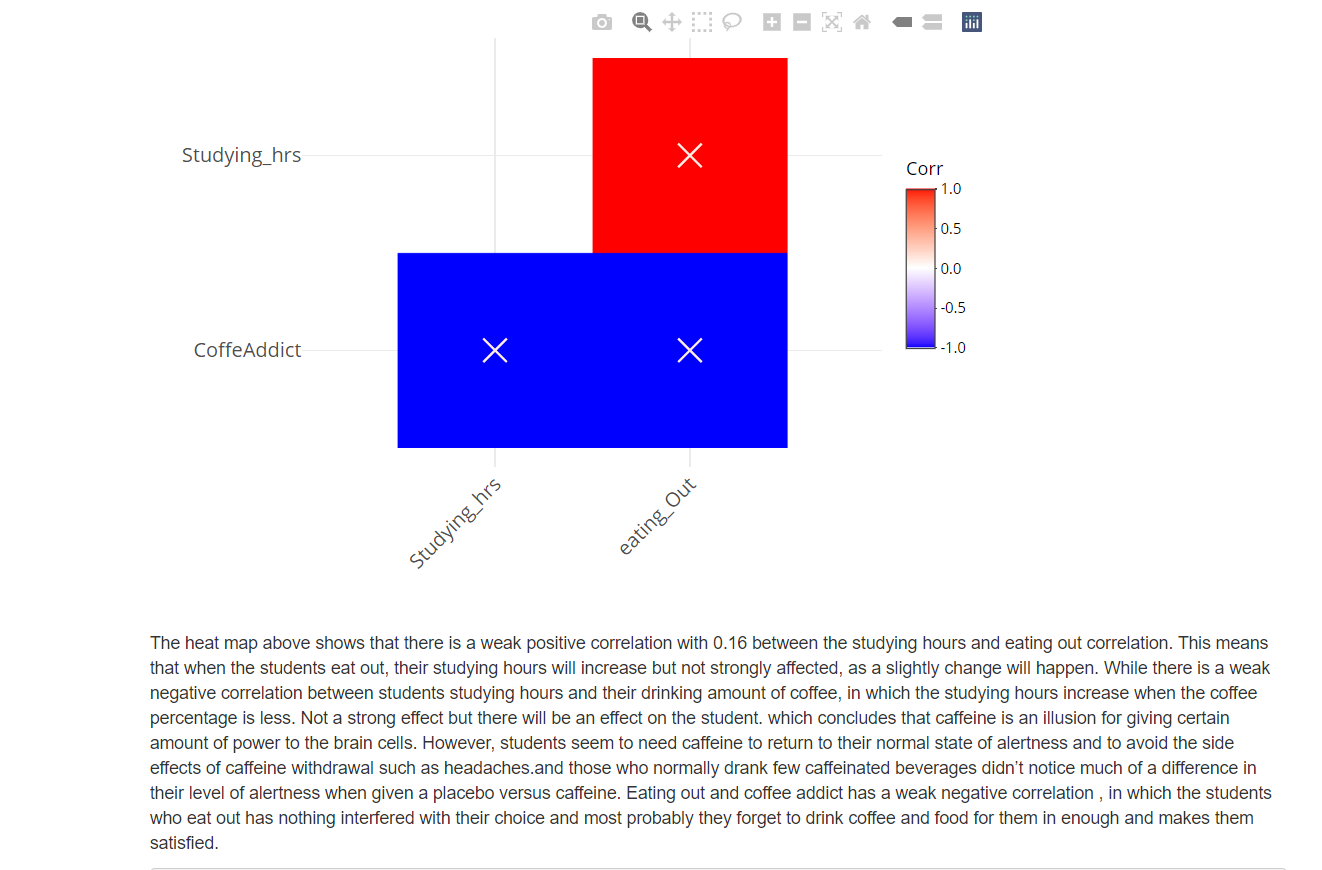 Studying_hrs
CoffeAddict
Corr
1.0
0.5
0.0
-0.5
-1.0
Studying_hrs
eating_Out
The heat map above shows that there is a weak positive correlation with 0.16 between the studying hours and eating out correlation. This means
that when the students eat out, their studying hours will increase but not strongly affected, as a slightly change will happen. While there is a weak
negative correlation between students studying hours and their drinking amount of coffee, in which the studying hours increase when the coffee
percentage is less. Not a strong effect but there will be an effect on the student. which concludes that caffeine is an illusion for giving certain
amount of power to the brain cells. However, students seem to need caffeine to return to their normal state of alertness and to avoid the side
effects of caffeine withdrawal such as headaches.and those who normally drank few caffeinated beverages didn’t notice much of a difference in
their level of alertness when given a placebo versus caffeine. Eating out and coffee addict has a weak negative correlation , in which the students
who eat out has nothing interfered with their choice and most probably they forget to drink coffee and food for them in enough and makes them
satisfied.